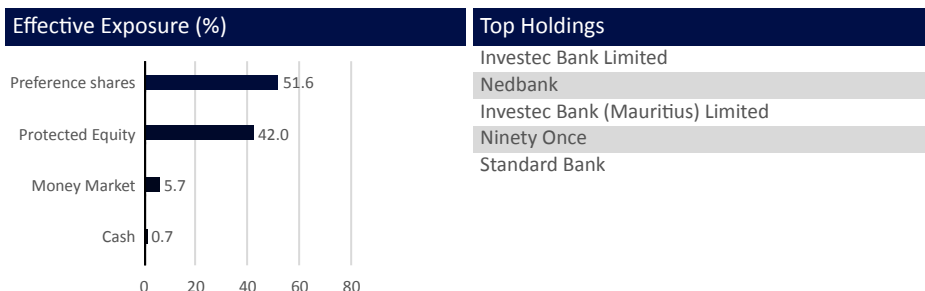 Effective Exposure (%)
Preference shares 51.6
Protected Equity 42.0
Money Market 5.7
Cash 0.7
0 20 40 60 80
Top Holdings
Investec Bank Limited
Nedbank
Investec Bank (Mauritius) Limited
Ninety Once
Standard Bank